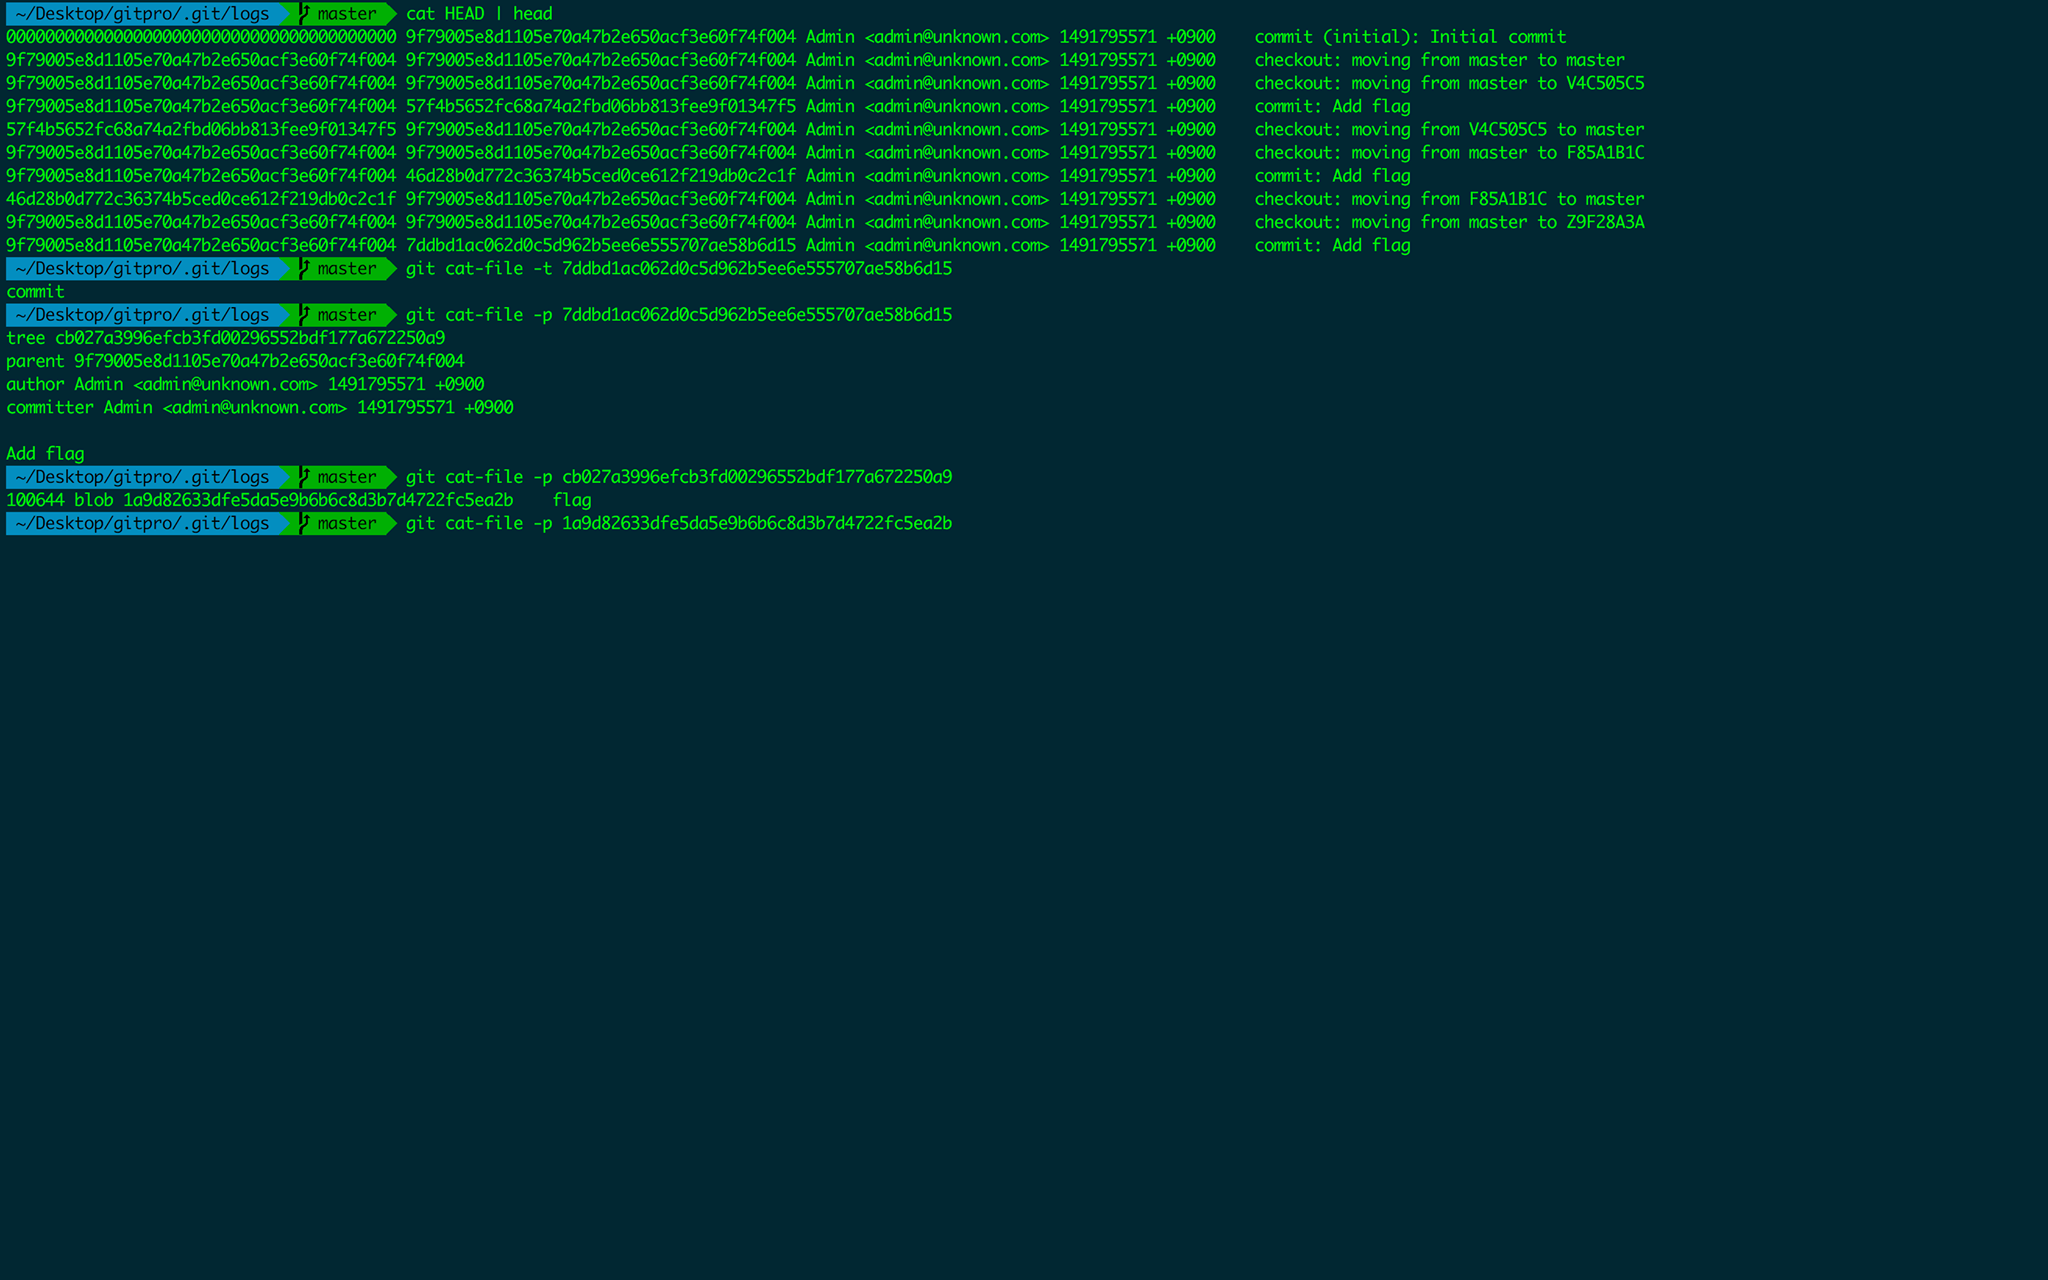 ~/Desktop/gitpro/.git/logs master cat HEAD | head
0000000000000000000000000000000000000000 9f79005e8d1105e70a47b2e650acf3e60f74f004 Admin <admin@unknown.com> 1491795571 +0900 commit (initial): Initial commit
9f79005e8d1105e70a47b2e650acf3e60f74f004 9f79005e8d1105e70a47b2e650acf3e60f74f004 Admin <admin@unknown.com> 1491795571 +0900 checkout: moving from master to master
9f79005e8d1105e70a47b2e650acf3e60f74f004 9f79005e8d1105e70a47b2e650acf3e60f74f004 Admin <admin@unknown.com> 1491795571 +0900 checkout: moving from master to V4C505C5
9f79005e8d1105e70a47b2e650acf3e60f74f004 57f4b5652fc68a74a2fbd06bb813fee9f01347f5 Admin <admin@unknown.com> 1491795571 +0900 commit: Add flag
57f4b5652fc68a74a2fbd06bb813fee9f01347f5 9f79005e8d1105e70a47b2e650acf3e60f74f004 Admin <admin@unknown.com> 1491795571 +0900 checkout: moving from V4C505C5 to master
9f79005e8d1105e70a47b2e650acf3e60f74f004 9f79005e8d1105e70a47b2e650acf3e60f74f004 Admin <admin@unknown.com> 1491795571 +0900 checkout: moving from master to F85A1B1C
9f79005e8d1105e70a47b2e650acf3e60f74f004 46d28b0d772c36374b5ced0ce612f219db0c2c1f Admin <admin@unknown.com> 1491795571 +0900 commit: Add flag
46d28b0d772c36374b5ced0ce612f219db0c2c1f 9f79005e8d1105e70a47b2e650acf3e60f74f004 Admin <admin@unknown.com> 1491795571 +0900 checkout: moving from F85A1B1C to master
9f79005e8d1105e70a47b2e650acf3e60f74f004 9f79005e8d1105e70a47b2e650acf3e60f74f004 Admin <admin@unknown.com> 1491795571 +0900 checkout: moving from master to Z9F28A3A
9f79005e8d1105e70a47b2e650acf3e60f74f004 7ddbd1ac062d0c5d962b5ee6e555707ae58b6d15 Admin <admin@unknown.com> 1491795571 +0900 commit: Add flag
~/Desktop/gitpro/.git/logs master git cat-file -t 7ddbd1ac062d0c5d962b5ee6e555707ae58b6d15
commit
~/Desktop/gitpro/.git/logs master git cat-file -p 7ddbd1ac062d0c5d962b5ee6e555707ae58b6d15
tree cb027a3996efcb3fd00296552bdf177a672250a9
parent 9f79005e8d1105e70a47b2e650acf3e60f74f004
author Admin <admin@unknown.com> 1491795571 +0900
committer Admin <admin@unknown.com> 1491795571 +0900
Add flag
~/Desktop/gitpro/.git/logs master git cat-file -p cb027a3996efcb3fd00296552bdf177a672250a9
100644 blob 1a9d82633dfe5da5e9b6b6c8d3b7d4722fc5ea2b flag
~/Desktop/gitpro/.git/logs master git cat-file -p 1a9d82633dfe5da5e9b6b6c8d3b7d4722fc5ea2b